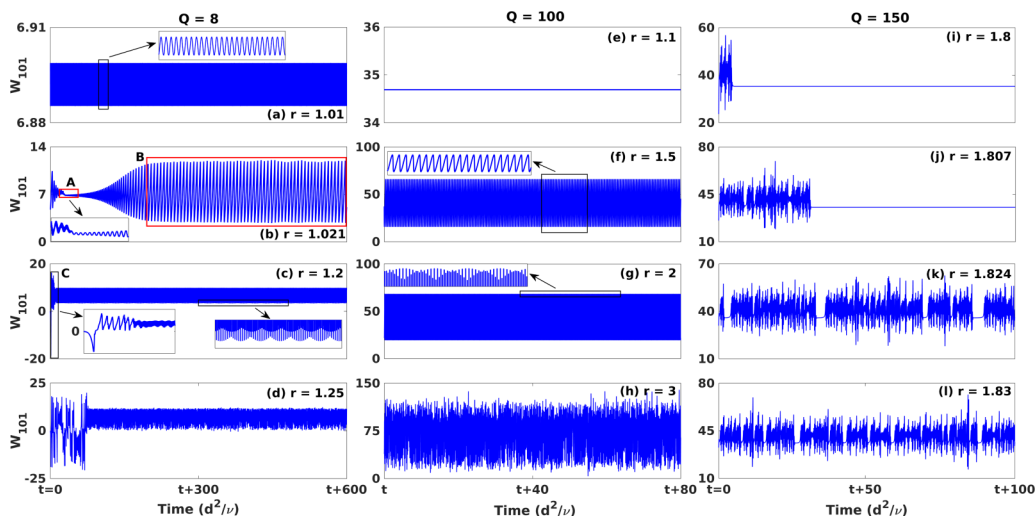 Q = 8
Q = 100
Q = 150
6.91
W101
6.88
(a) r = 1.01
36
35
34
(e) r = 1.1
60
40
20
(i) r = 1.8
14
W101
7
0
A
B
(b) r = 1.021
100
50
0
(f) r = 1.5
80
45
10
(j) r = 1.807
20
W101
0
-20
C
0
(c) r = 1.2
100
50
0
(g) r = 2
70
40
10
(k) r = 1.824
25
W101
0
-25
(d) r = 1.25
150
75
0
(h) r = 3
80
45
10
(l) r = 1.83
t=0 t+300 t+600
t t+40 t+80
t=0 t+50 t+100
Time (d²/ν)
Time (d²/ν)
Time (d²/ν)